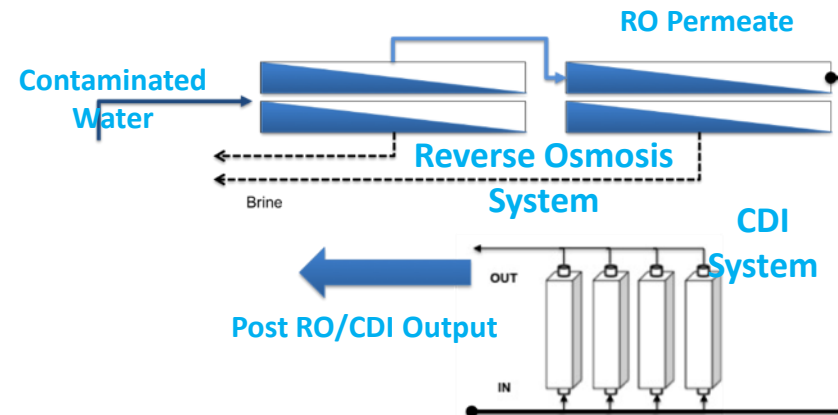 RO Permeate
Contaminated
Water
Reverse Osmosis
System
Brine
CDI
System
OUT
Post RO/CDI Output
IN